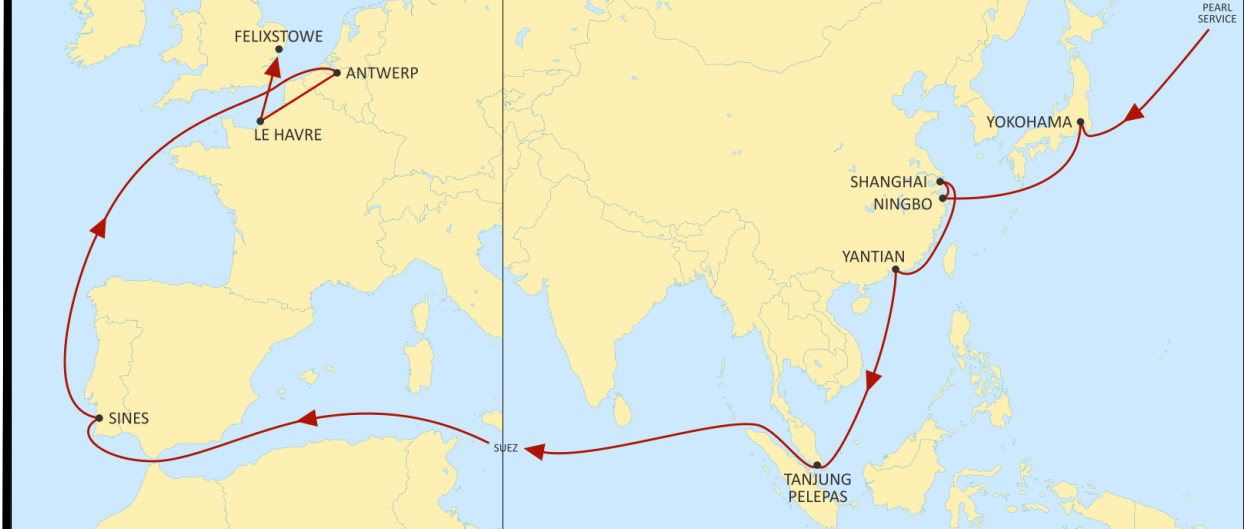 PEARL
SERVICE
FELIXSTOWE
ANTWERP
LE HAVRE
YOKOHAMA
SHANGHAI
NINGBO
YANTIAN
SINES
SUEZ
TANJUNG
PELEPAS